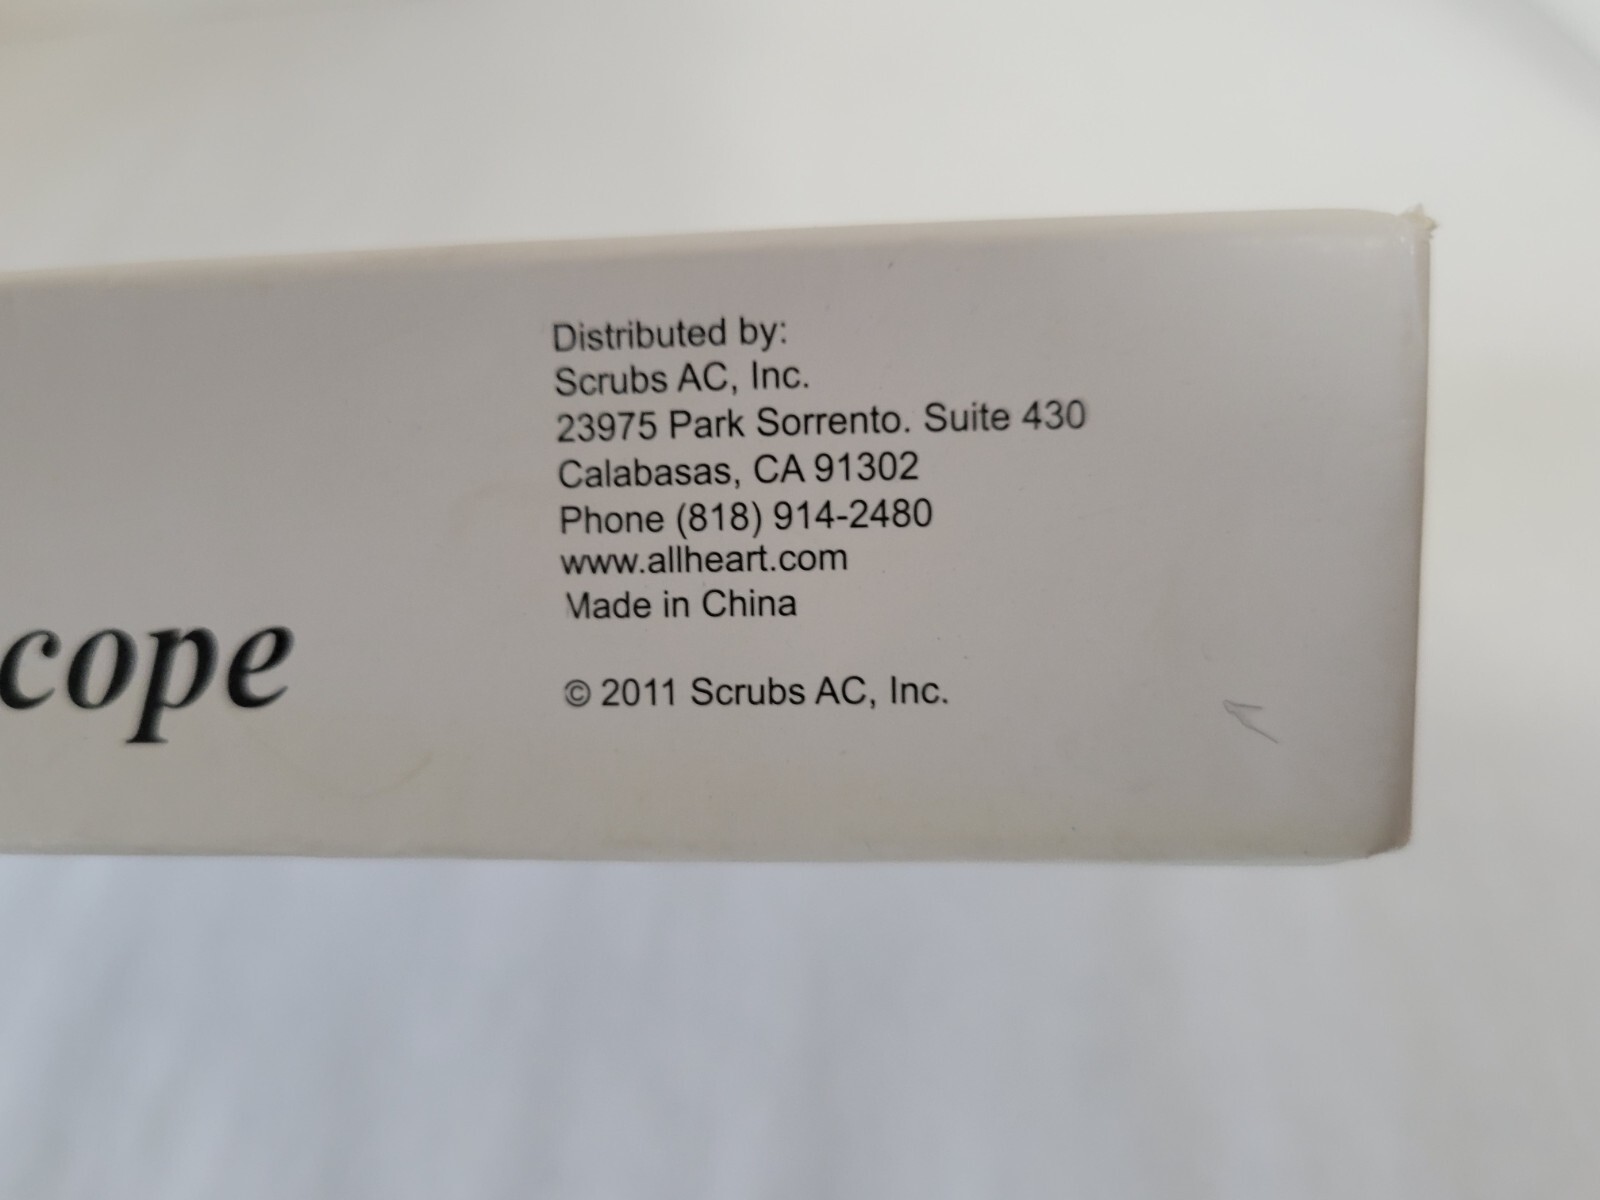 Distributed by:
Scrubs AC, Inc.
23975 Park Sorrento. Suite 430
Calabasas, CA 91302
Phone (818) 914-2480
www.allheart.com
Made in China
cope
© 2011 Scrubs AC, Inc.